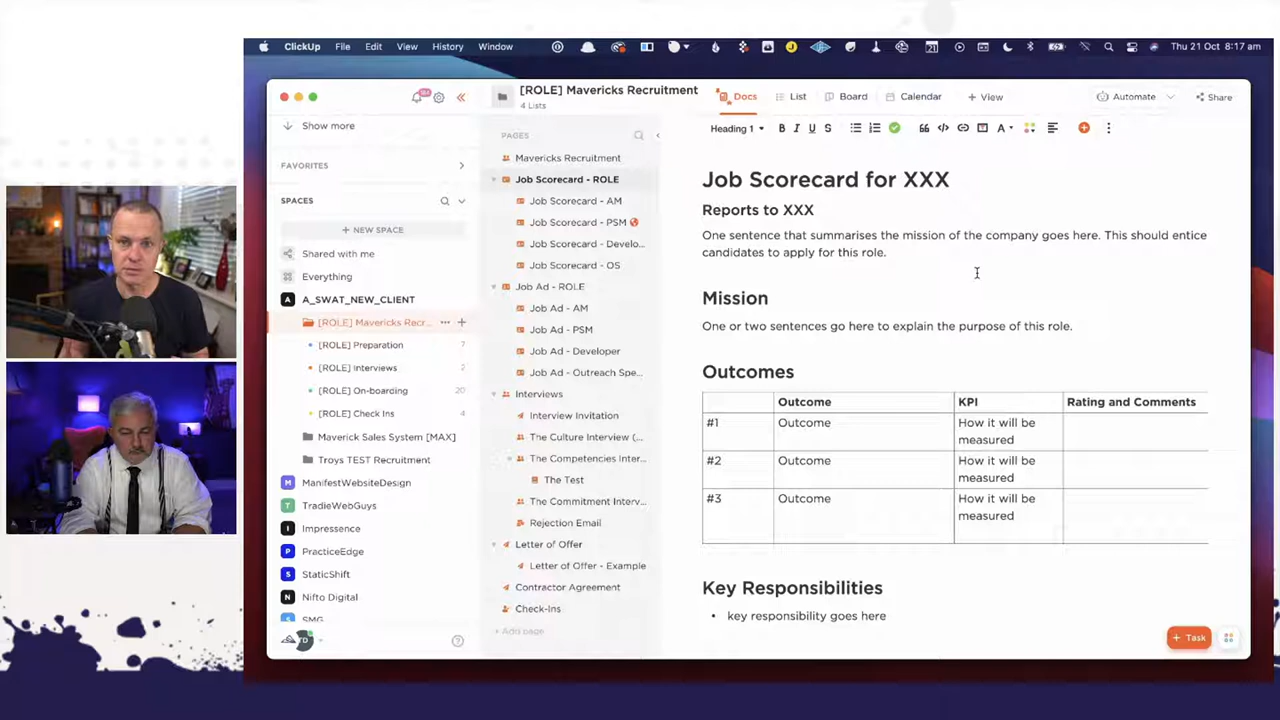 ClickUp File Edit View History Window
Thu 21 Oct 8:17 am
Show more
FAVORITES
SPACES
+ NEW SPACE
Shared with me
Everything
A A_SWAT_NEW_CLIENT
[ROLE] Mavericks Recr...
[ROLE] Preparation 7
[ROLE] Interviews 2
[ROLE] On-boarding 20
[ROLE] Check Ins 4
Maverick Sales System [MAX]
Troys TEST Recruitment
ManifestWebsiteDesign
TradieWebGuys
I Impressence
P PracticeEdge
S StaticShift
N Nifto Digital
SMG
[ROLE] Mavericks Recruitment
4 Lists
Docs List Board Calendar + View
Automate Share
PAGES
Mavericks Recruitment
Job Scorecard - ROLE
Job Scorecard - AM
Job Scorecard - PSM
Job Scorecard - Develo...
Job Scorecard - OS
Job Ad - ROLE
Job Ad - AM
Job Ad - PSM
Job Ad - Developer
Job Ad - Outreach Spe...
Interviews
Interview Invitation
The Culture Interview (...
The Competencies Inter...
The Test
The Commitment Interv...
Rejection Email
Letter of Offer
Letter of Offer - Example
Contractor Agreement
Check-Ins
+ Add page
Heading 1 B I U S
Job Scorecard for XXX
Reports to XXX
One sentence that summarises the mission of the company goes here. This should entice
candidates to apply for this role.
Mission
One or two sentences go here to explain the purpose of this role.
Outcomes
Outcome KPI Rating and Comments
#1 Outcome How it will be
measured
#2 Outcome How it will be
measured
#3 Outcome How it will be
measured
Key Responsibilities
• key responsibility goes here
+ Task